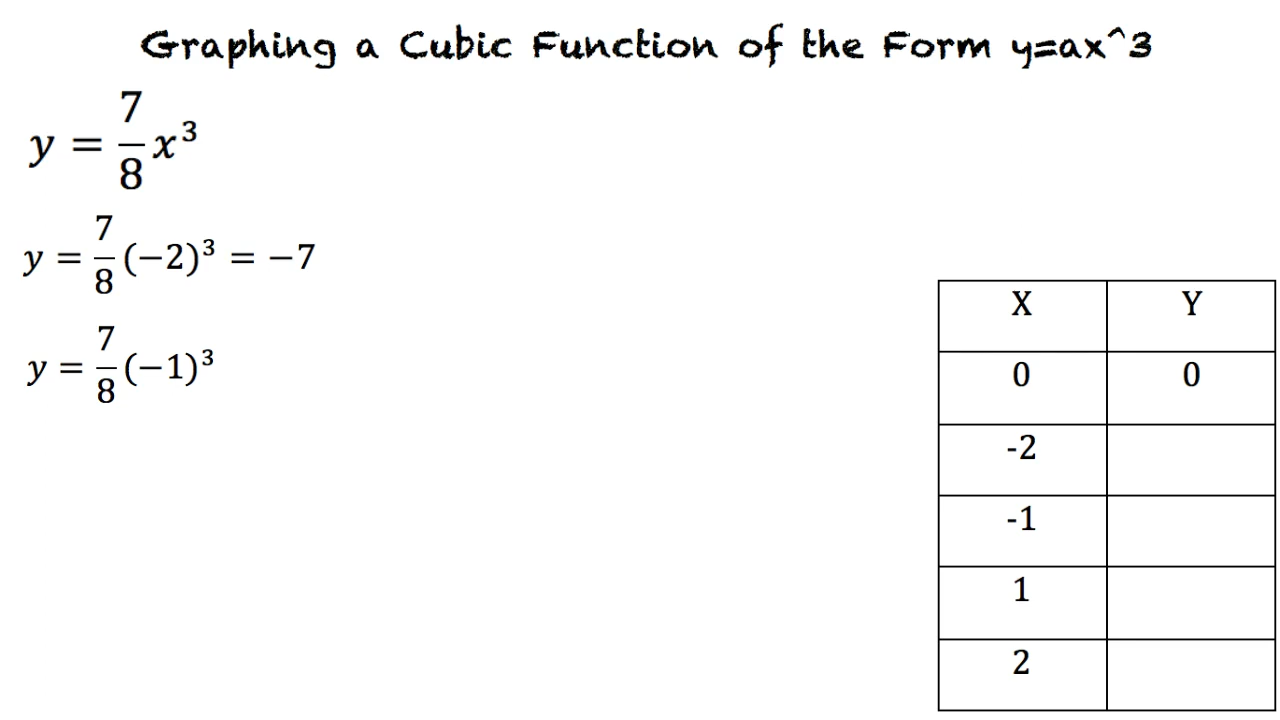 Graphing a Cubic Function of the Form y=ax^3
y = 7/8 x³
y = 7/8 (−2)³ = −7
y = 7/8 (−1)³
X Y
0 0
-2
-1
1
2